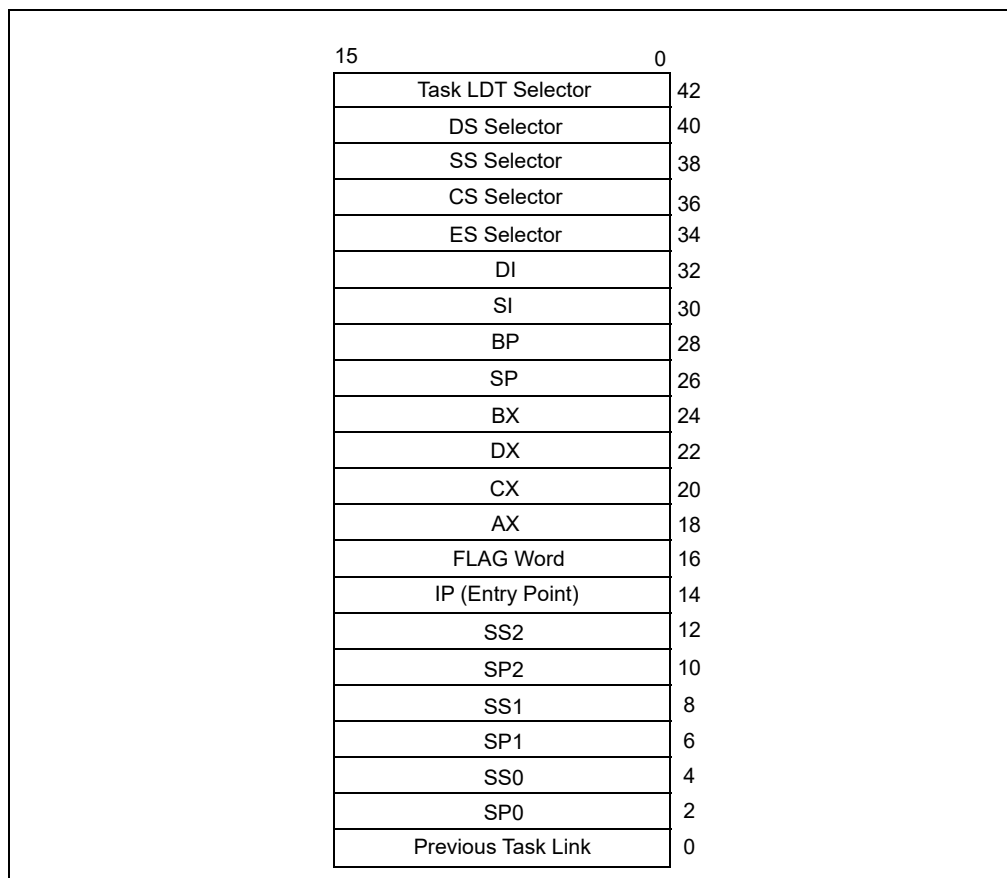 15 0
Task LDT Selector 42
DS Selector 40
SS Selector 38
CS Selector 36
ES Selector 34
DI 32
SI 30
BP 28
SP 26
BX 24
DX 22
CX 20
AX 18
FLAG Word 16
IP (Entry Point) 14
SS2 12
SP2 10
SS1 8
SP1 6
SS0 4
SP0 2
Previous Task Link 0